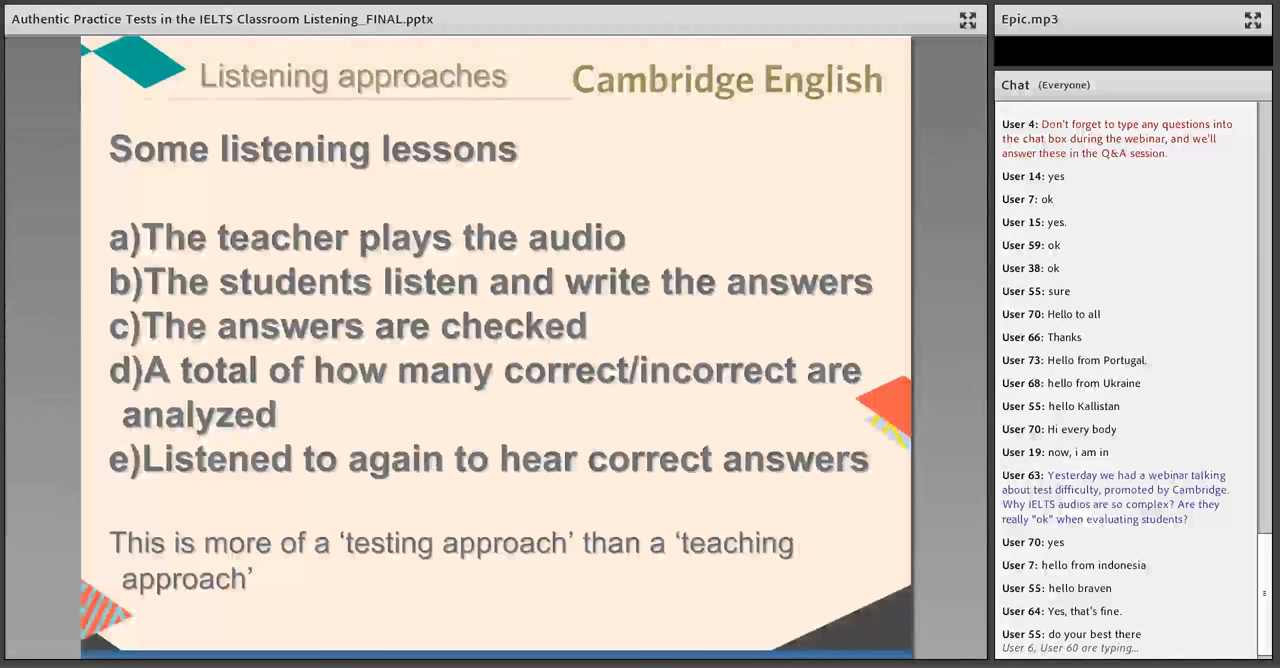 Authentic Practice Tests in the IELTS Classroom Listening_FINAL.pptx
Listening approaches
Cambridge English
Some listening lessons
a)The teacher plays the audio
b)The students listen and write the answers
c)The answers are checked
d)A total of how many correct/incorrect are
analyzed
e)Listened to again to hear correct answers
This is more of a ‘testing approach’ than a ‘teaching
approach’
Epic.mp3
Chat (Everyone)
User 4: Don't forget to type any questions into
the chat box during the webinar, and we'll
answer these in the Q&A session.
User 14: yes
User 7: ok
User 15: yes.
User 59: ok
User 38: ok
User 55: sure
User 70: Hello to all
User 66: Thanks
User 73: Hello from Portugal.
User 68: hello from Ukraine
User 55: hello Kallistan
User 70: Hi every body
User 19: now, i am in
User 63: Yesterday we had a webinar talking
about test difficulty, promoted by Cambridge.
Why IELTS audios are so complex? Are they
really "ok" when evaluating students?
User 70: yes
User 7: hello from indonesia
User 55: hello braven
User 64: Yes, that's fine.
User 55: do your best there
User 6, User 60 are typing...